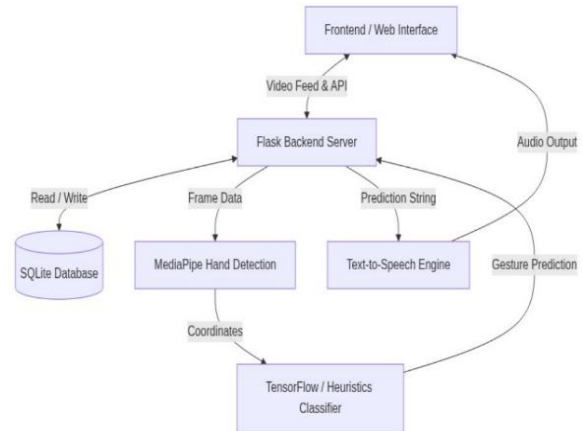 Frontend / Web Interface
Video Feed & API
Flask Backend Server
Audio Output
Read / Write
Frame Data
Prediction String
SQLite Database
MediaPipe Hand Detection
Text-to-Speech Engine
Gesture Prediction
Coordinates
TensorFlow / Heuristics
Classifier